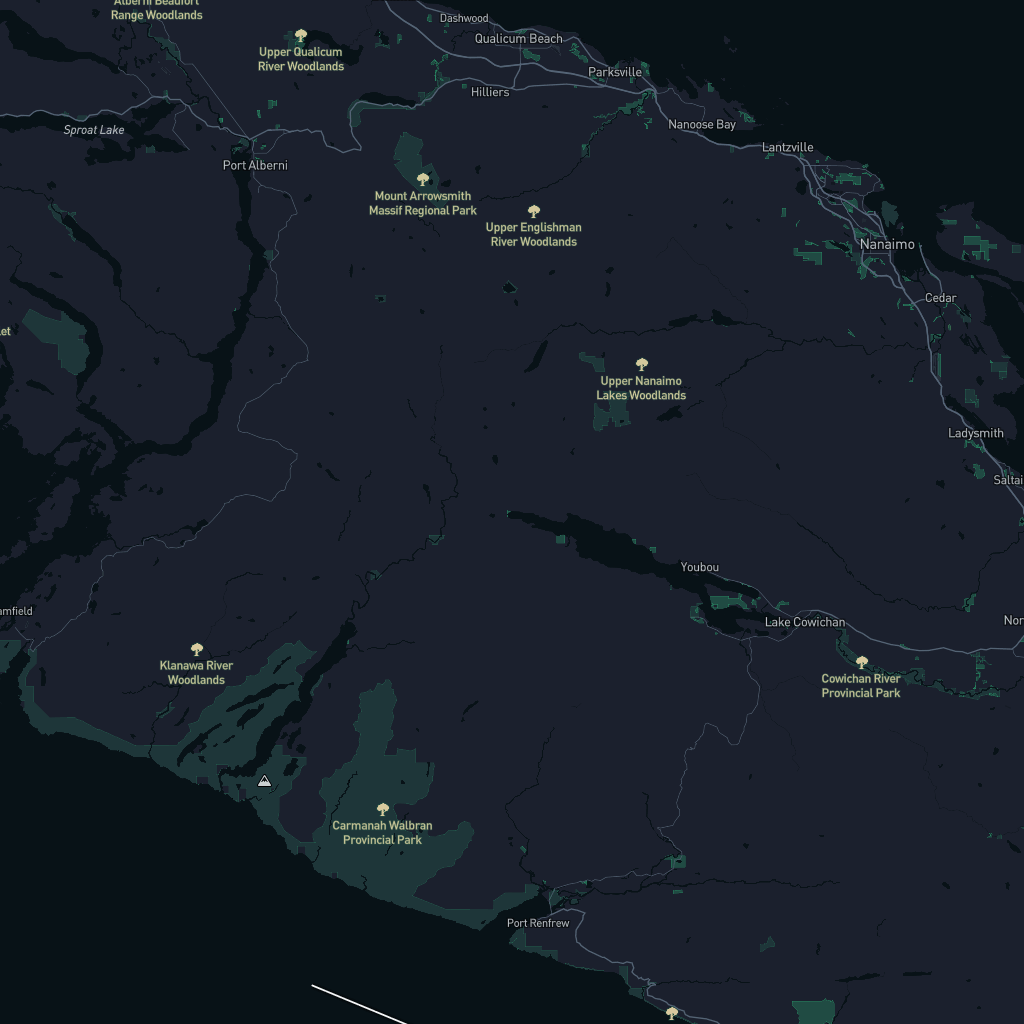 Alberni Beaufort
Range Woodlands
Dashwood
Qualicum Beach
Upper Qualicum
River Woodlands
Parksville
Hilliers
Nanoose Bay
Sproat Lake
Lantzville
Port Alberni
Mount Arrowsmith
Massif Regional Park
Upper Englishman
River Woodlands
Nanaimo
Cedar
et
Upper Nanaimo
Lakes Woodlands
Ladysmith
Saltai
Youbou
amfield
Lake Cowichan
Nor
Klanawa River
Woodlands
Cowichan River
Provincial Park
Carmanah Walbran
Provincial Park
Port Renfrew